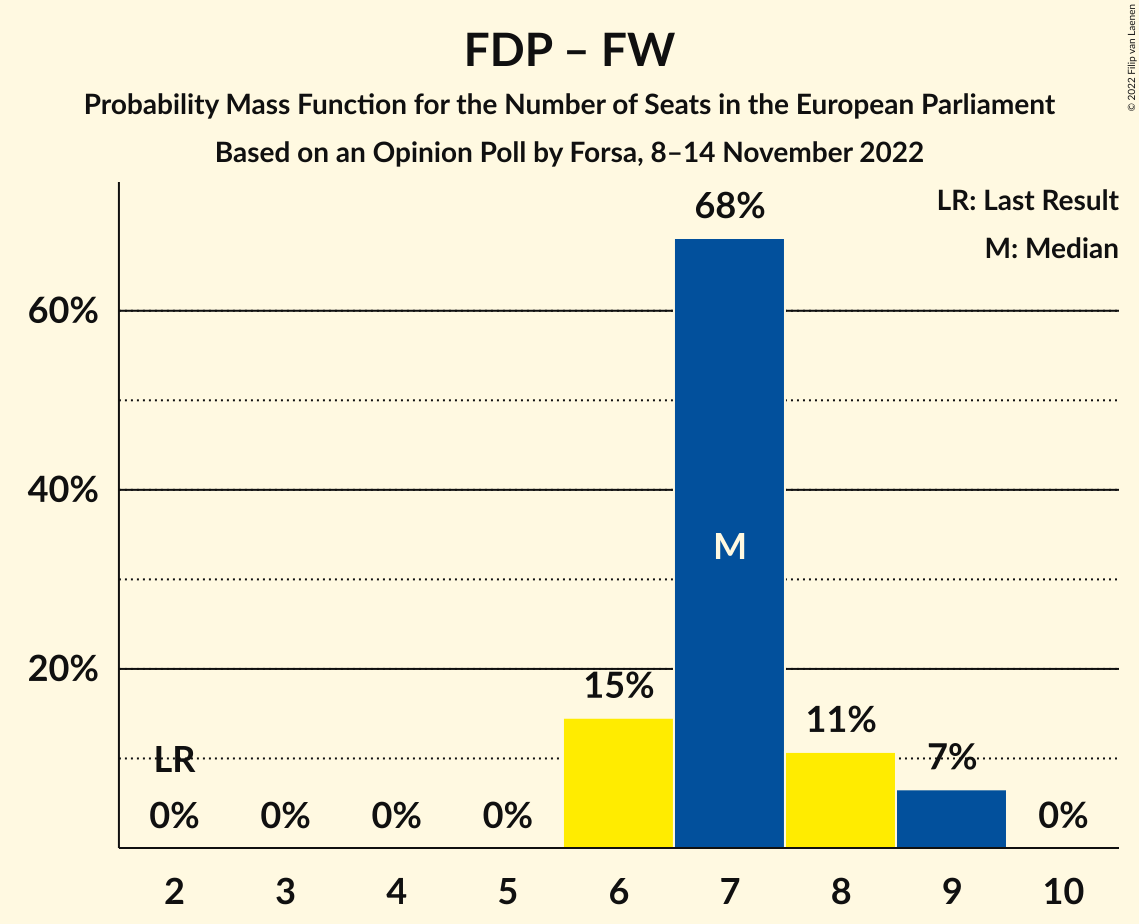 FDP – FW
Probability Mass Function for the Number of Seats in the European Parliament
Based on an Opinion Poll by Forsa, 8–14 November 2022
© 2022 Filip van Laenen
LR: Last Result
M: Median
68%
60%
40%
M
20%
15%
11%
7%
LR
0% 0% 0% 0% 0%
2 3 4 5 6 7 8 9 10